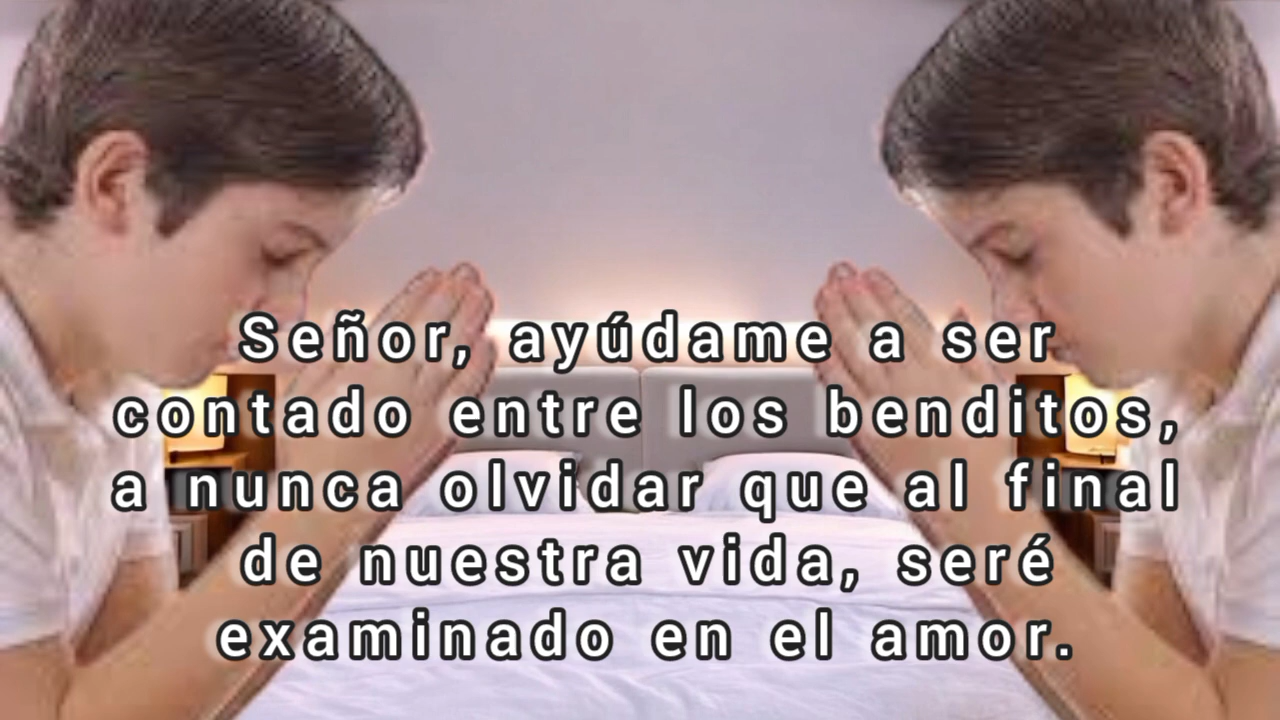 Señor, ayúdame a ser
contado entre los benditos,
a nunca olvidar que al final
de nuestra vida, seré
examinado en el amor.